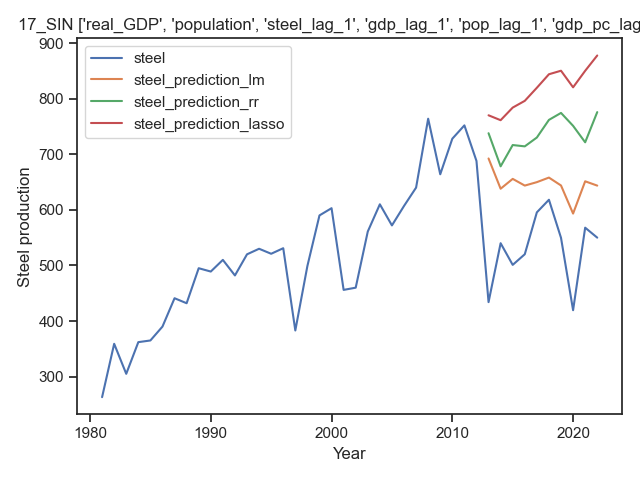 17_SIN ['real_GDP', 'population', 'steel_lag_1', 'gdp_lag_1', 'pop_lag_1', 'gdp_pc_lag
900
800
700
600
500
400
300
steel
steel_prediction_lm
steel_prediction_rr
steel_prediction_lasso
Steel production
1980
1990
2000
2010
2020
Year